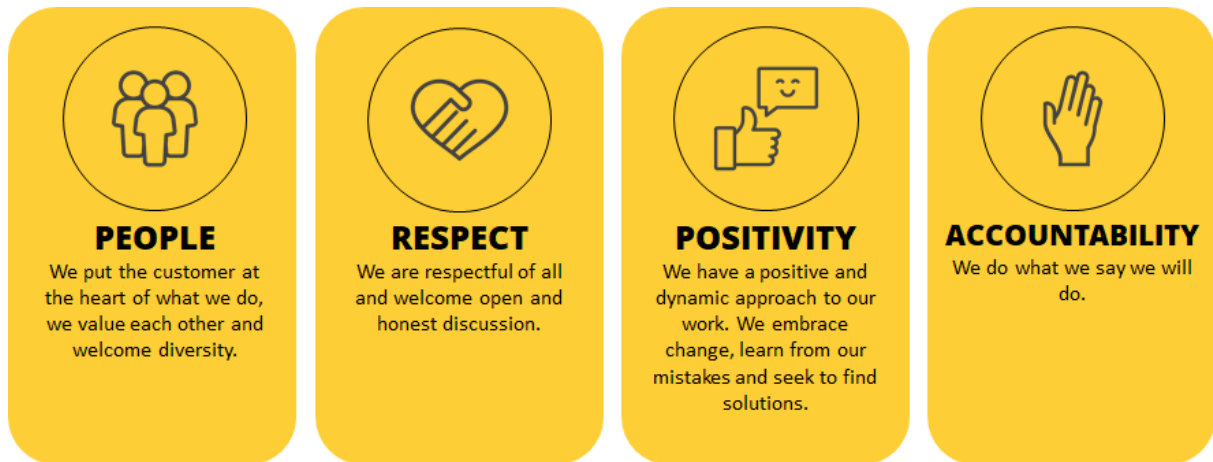 PEOPLE
We put the customer at
the heart of what we do,
we value each other and
welcome diversity.
RESPECT
We are respectful of all
and welcome open and
honest discussion.
POSITIVITY
We have a positive and
dynamic approach to our
work. We embrace
change, learn from our
mistakes and seek to find
solutions.
ACCOUNTABILITY
We do what we say we will
do.